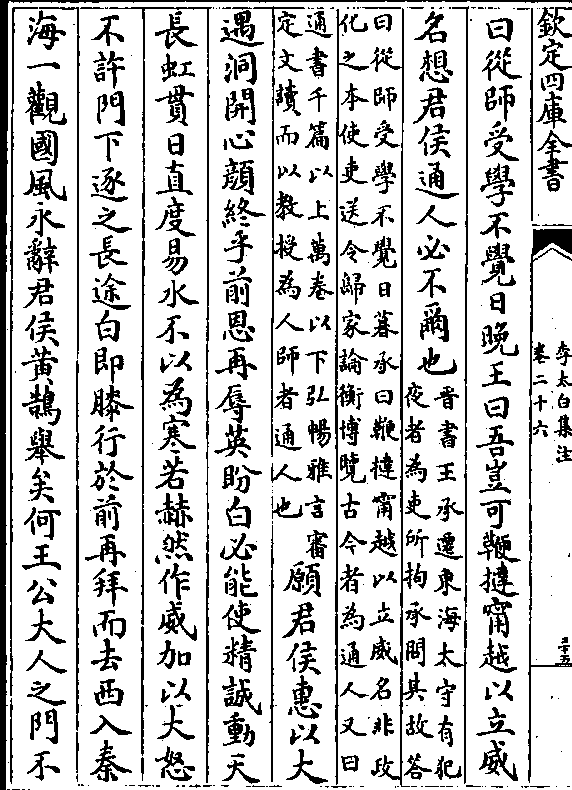 欽定四庫全書
李太白集注
卷二十六
三十五
曰從師受學不覺日晚王曰吾豈可鞭撻甯越以立威
名想君侯通人必不爾也
晉書王承遷東海太守有犯
夜者為吏所拘承問其故答
曰從師受學不覺日暮承曰鞭撻甯越以立威名非政
化之本使吏送令歸家論衡博覽古今者為通人又曰
通書千篇以上萬卷以下弘暢雅言審
定文讀而以教授為人師者通人也
願君侯惠以大
遇洞開心顔終乎前恩再辱英盼白必能使精誠動天
長虹貫日直度易水不以為寒若赫然作威加以大怒
不許門下逐之長途白即膝行於前再拜而去西入秦
海一觀國風永辭君侯黃鵠舉矣何王公大人之門不